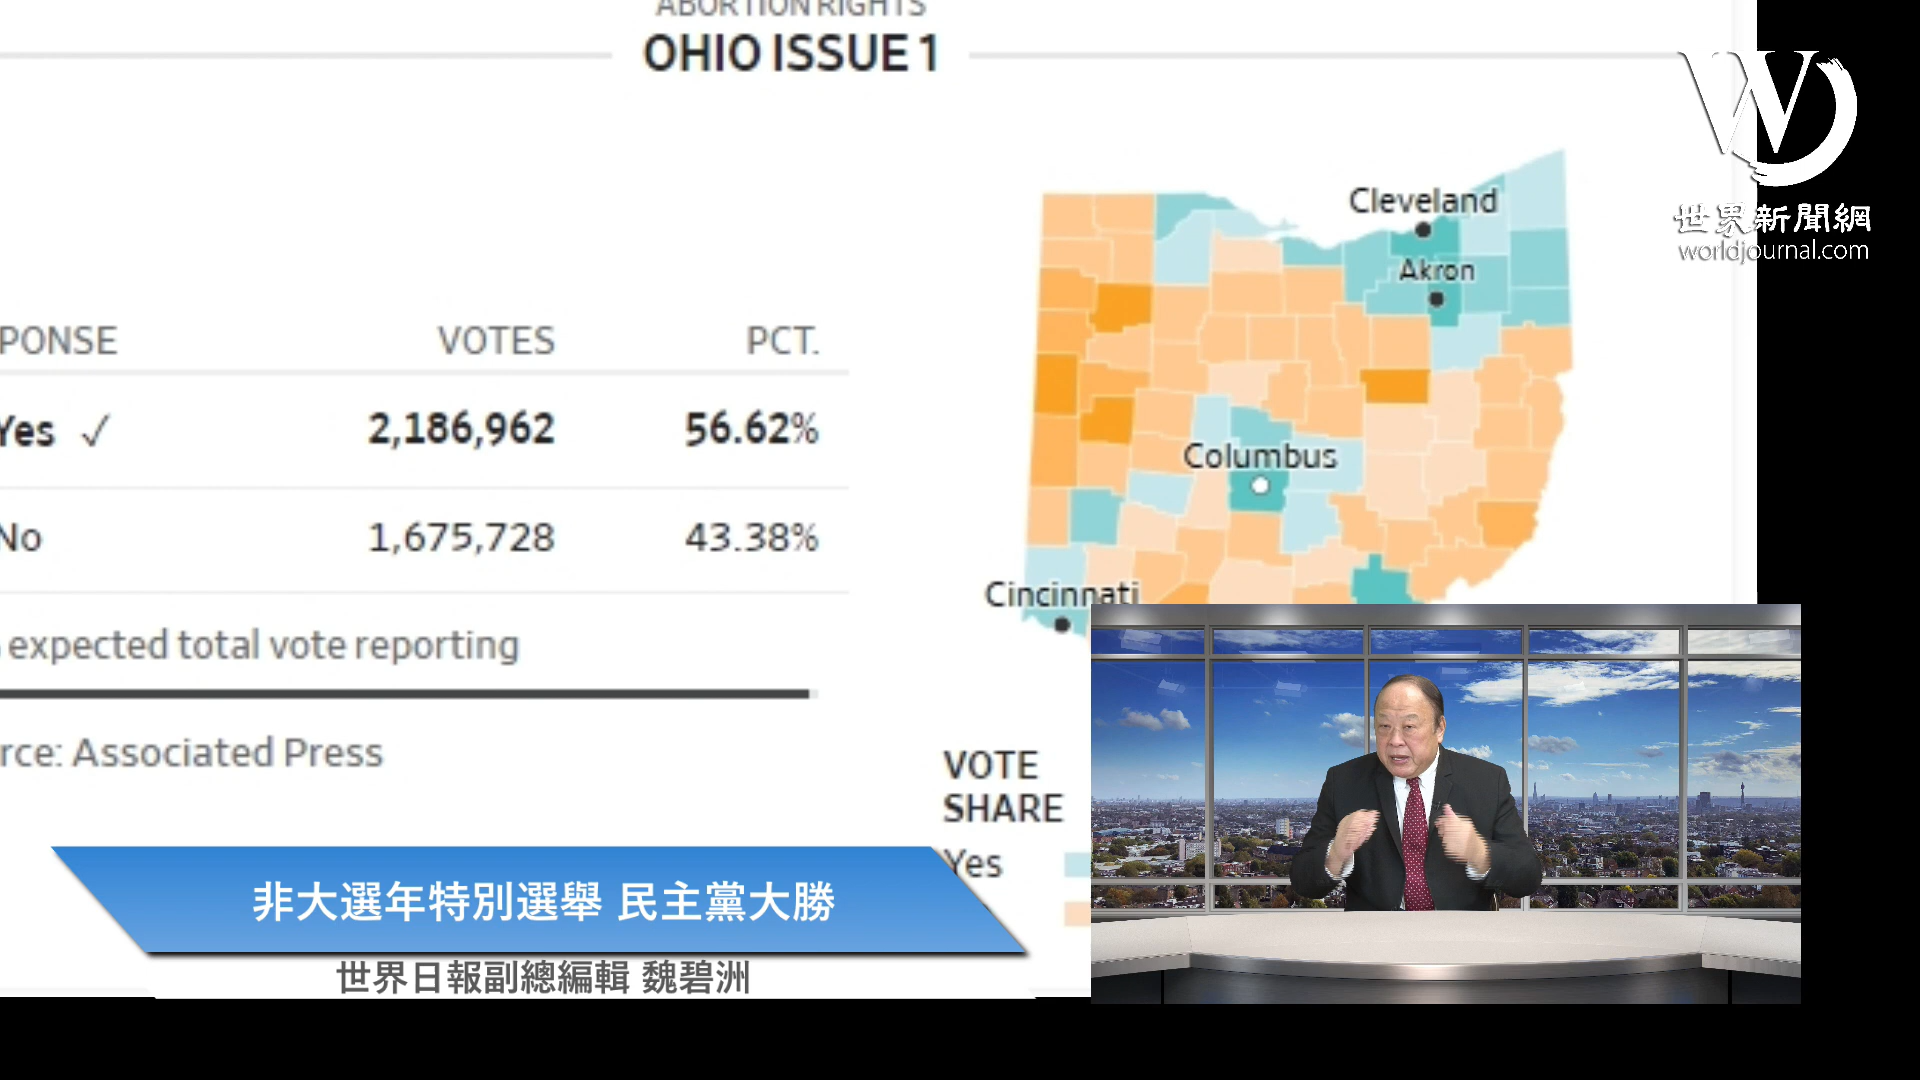 ABORTION RIGHTS
OHIO ISSUE 1
世界新聞網
worldjournal.com
Cleveland
Akron
Columbus
Cincinnati
PONSE VOTES PCT.
Yes ✓ 2,186,962 56.62%
No 1,675,728 43.38%
expected total vote reporting
rce: Associated Press
VOTE
SHARE
Yes
非大選年特別選舉 民主黨大勝
世界日報副總編輯 魏碧洲